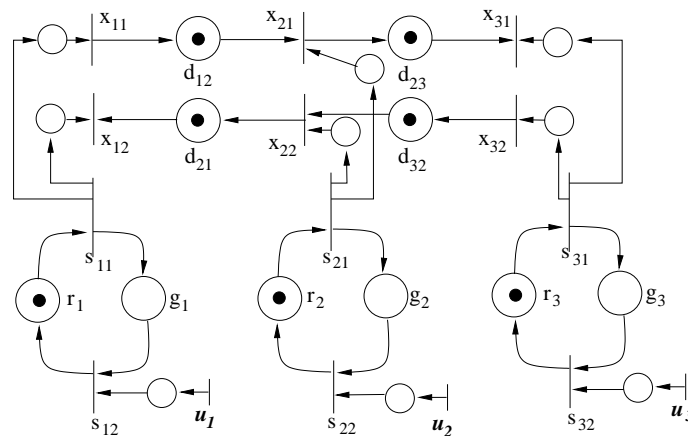 x11 x21 x31
d12 d23
x12 d21 x22 d32 x32
s11 s21 s31
r1 g1 r2 g2 r3 g3
s12 u1 s22 u2 s32 u3